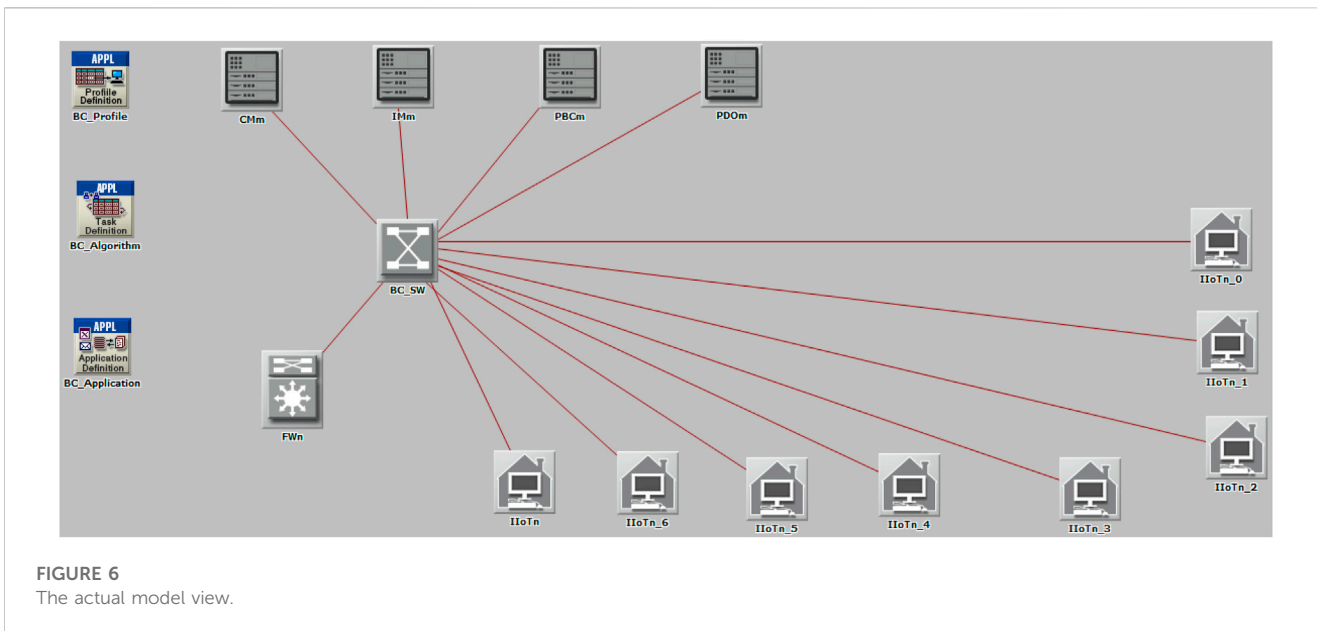 APPL
Profile
Definition
BC_Profile
CMm
IMm
PBCm
PDOm
APPL
Task
Definition
BC_Algorithm
BC_SW
IIoTn_0
APPL
Application
Definition
BC_Application
FWn
IIoTn_1
IIoTn_2
IIoTn
IIoTn_6
IIoTn_5
IIoTn_4
IIoTn_3
FIGURE 6
The actual model view.